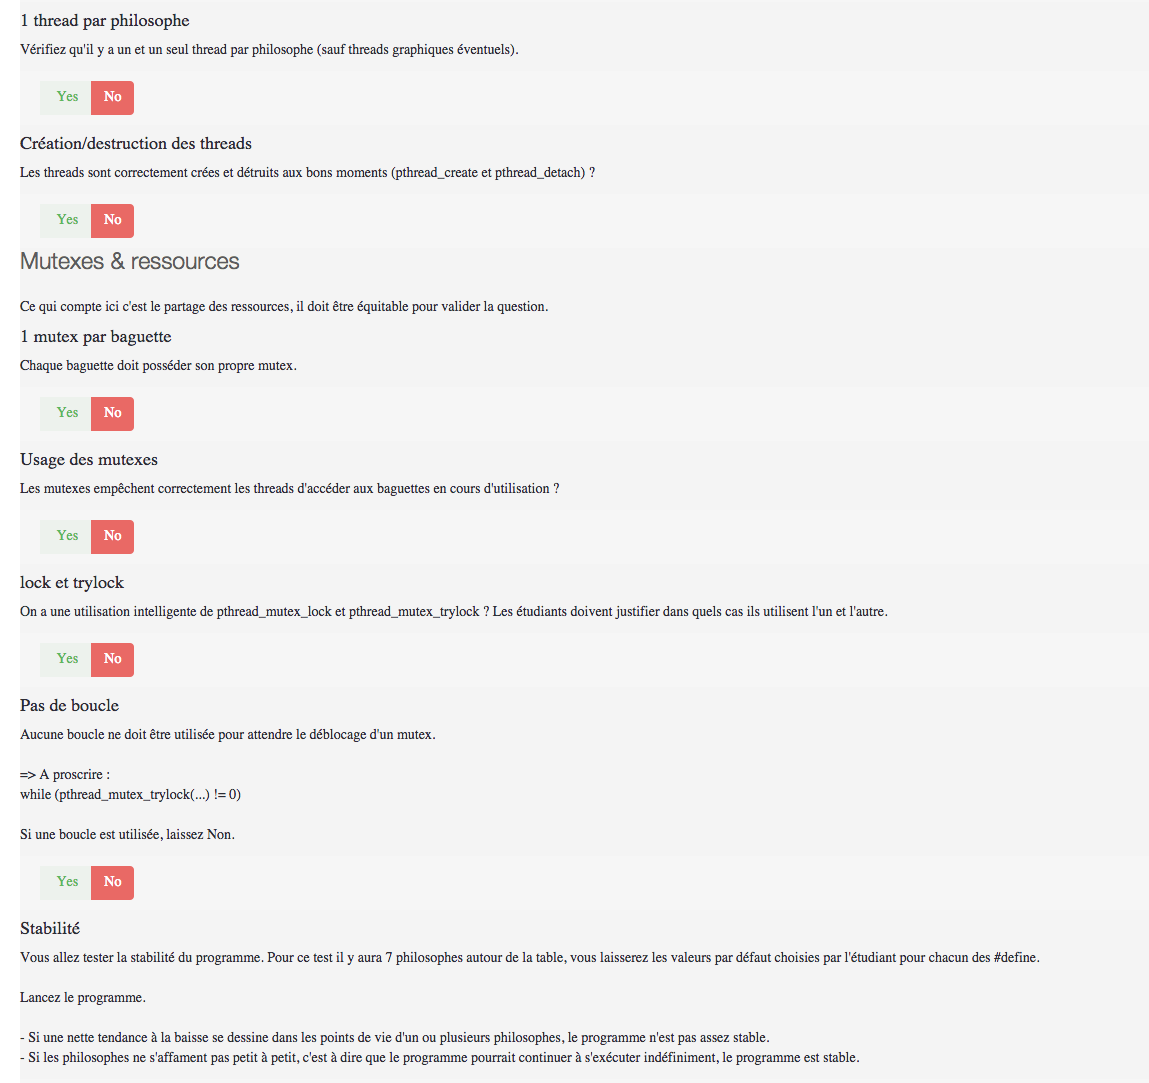 1 thread par philosophe
Vérifiez qu'il y a un et un seul thread par philosophe (sauf threads graphiques éventuels).
Yes No
Création/destruction des threads
Les threads sont correctement crées et détruits aux bons moments (pthread_create et pthread_detach) ?
Yes No
Mutexes & ressources
Ce qui compte ici c'est le partage des ressources, il doit être équitable pour valider la question.
1 mutex par baguette
Chaque baguette doit posséder son propre mutex.
Yes No
Usage des mutexes
Les mutexes empêchent correctement les threads d'accéder aux baguettes en cours d'utilisation ?
Yes No
lock et trylock
On a une utilisation intelligente de pthread_mutex_lock et pthread_mutex_trylock ? Les étudiants doivent justifier dans quels cas ils utilisent l'un et l'autre.
Yes No
Pas de boucle
Aucune boucle ne doit être utilisée pour attendre le déblocage d'un mutex.
=> A proscrire :
while (pthread_mutex_trylock(...) != 0)
Si une boucle est utilisée, laissez Non.
Yes No
Stabilité
Vous allez tester la stabilité du programme. Pour ce test il y aura 7 philosophes autour de la table, vous laisserez les valeurs par défaut choisies par l'étudiant pour chacun des #define.
Lancez le programme.
- Si une nette tendance à la baisse se dessine dans les points de vie d'un ou plusieurs philosophes, le programme n'est pas assez stable.
- Si les philosophes ne s'affament pas petit à petit, c'est à dire que le programme pourrait continuer à s'exécuter indéfiniment, le programme est stable.